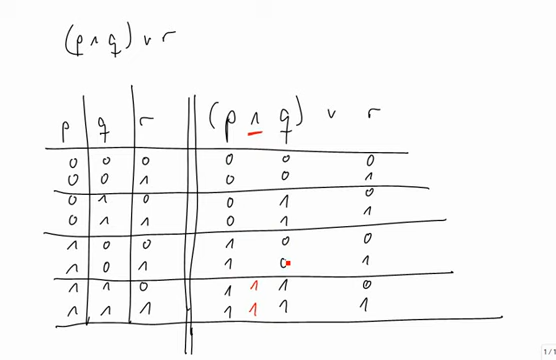 (p ∧ q) ∨ r
p q r (p ∧ q) ∨ r
0 0 0 0 0 0
0 0 1 0 0 1
0 1 0 0 1 0
0 1 1 0 1 1
1 0 0 1 0 0
1 0 1 1 0 1
1 1 0 1 1 1 0
1 1 1 1 1 1 1
1/1